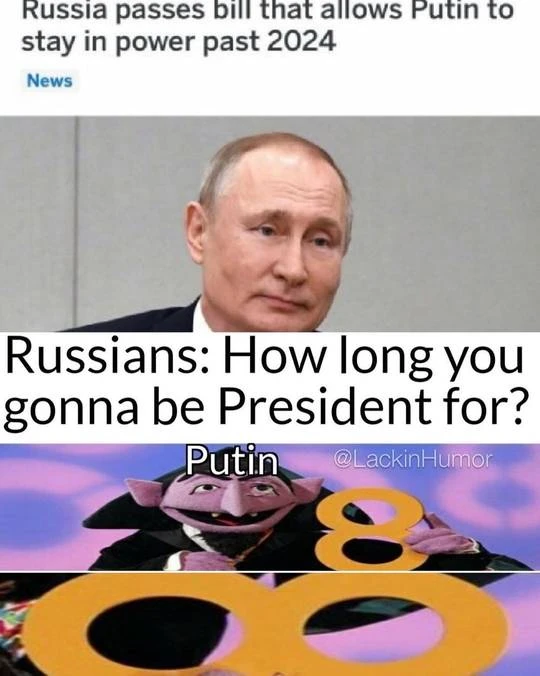 Russia passes bill that allows Putin to
stay in power past 2024
News
Russians: How long you
gonna be President for?
Putin
@LackinHumor
8